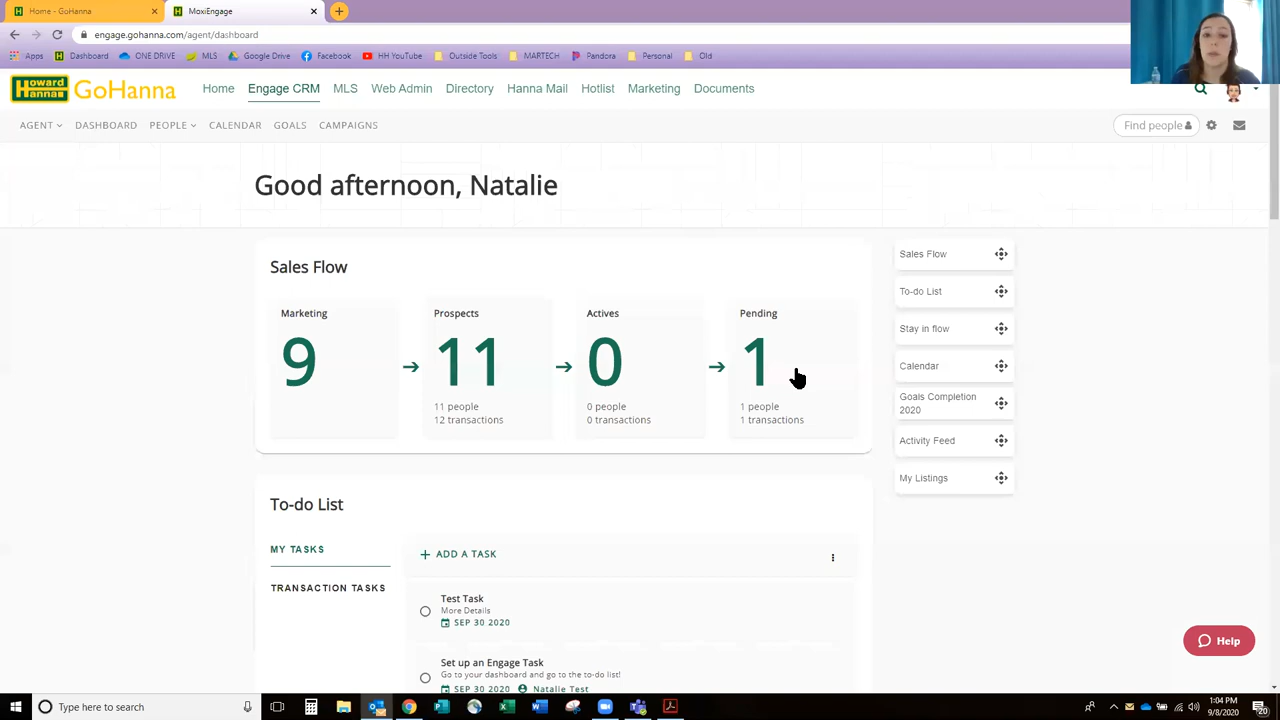 Home - GoHanna
MoxiEngage
engage.gohanna.com/agent/dashboard
Apps
Dashboard
ONE DRIVE
MLS
Google Drive
Facebook
HH YouTube
Outside Tools
MARTECH
Pandora
Personal
Old
Howard Hanna
GoHanna
Home
Engage CRM
MLS
Web Admin
Directory
Hanna Mail
Hotlist
Marketing
Documents
AGENT
DASHBOARD
PEOPLE
CALENDAR
GOALS
CAMPAIGNS
Find people
Good afternoon, Natalie
Sales Flow
Marketing
9
Prospects
11
11 people
12 transactions
Actives
0
0 people
0 transactions
Pending
1
1 people
1 transactions
Sales Flow
To-do List
Stay in flow
Calendar
Goals Completion
2020
Activity Feed
My Listings
To-do List
MY TASKS
TRANSACTION TASKS
+ ADD A TASK
Test Task
More Details
SEP 30 2020
Set up an Engage Task
Go to your dashboard and go to the to-do list!
SEP 30 2020 Natalie Test
Help
Type here to search
1:04 PM
9/8/2020
20